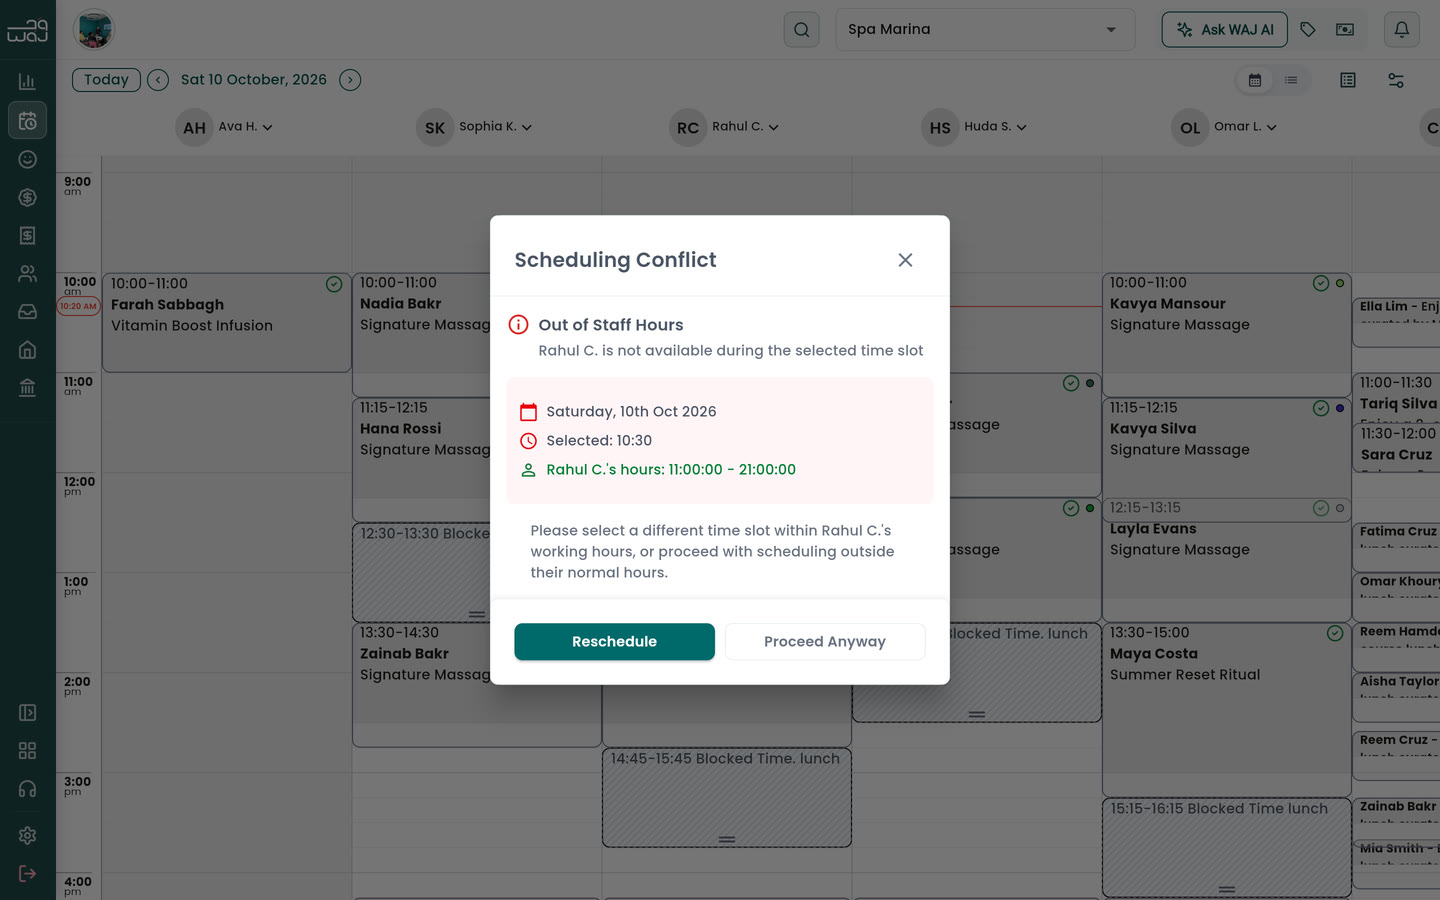 waj
Spa Marina
Ask WAJ AI
Today
Sat 10 October, 2026
AH
Ava H.
SK
Sophia K.
RC
Rahul C.
HS
Huda S.
OL
Omar L.
C
9:00
am
10:00
am
10:20 AM
11:00
am
12:00
pm
1:00
pm
2:00
pm
3:00
pm
4:00
pm
10:00-11:00
Farah Sabbagh
Vitamin Boost Infusion
10:00-11:00
Nadia Bakr
Signature Massag
11:15-12:15
Hana Rossi
Signature Massag
12:30-13:30 Blocke
13:30-14:30
Zainab Bakr
Signature Massag
14:45-15:45 Blocked Time. lunch
assage
assage
locked Time. lunch
10:00-11:00
Kavya Mansour
Signature Massage
11:15-12:15
Kavya Silva
Signature Massage
12:15-13:15
Layla Evans
Signature Massage
13:30-15:00
Maya Costa
Summer Reset Ritual
15:15-16:15 Blocked Time lunch
Ella Lim - Enj
11:00-11:30
Tariq Silva
11:30-12:00
Sara Cruz
Fatima Cruz
Omar Khoury
Reem Hamd
Aisha Taylor
Reem Cruz -
Zainab Bakr
Mia Smith -
Scheduling Conflict
Out of Staff Hours
Rahul C. is not available during the selected time slot
Saturday, 10th Oct 2026
Selected: 10:30
Rahul C.'s hours: 11:00:00 - 21:00:00
Please select a different time slot within Rahul C.'s
working hours, or proceed with scheduling outside
their normal hours.
Reschedule
Proceed Anyway